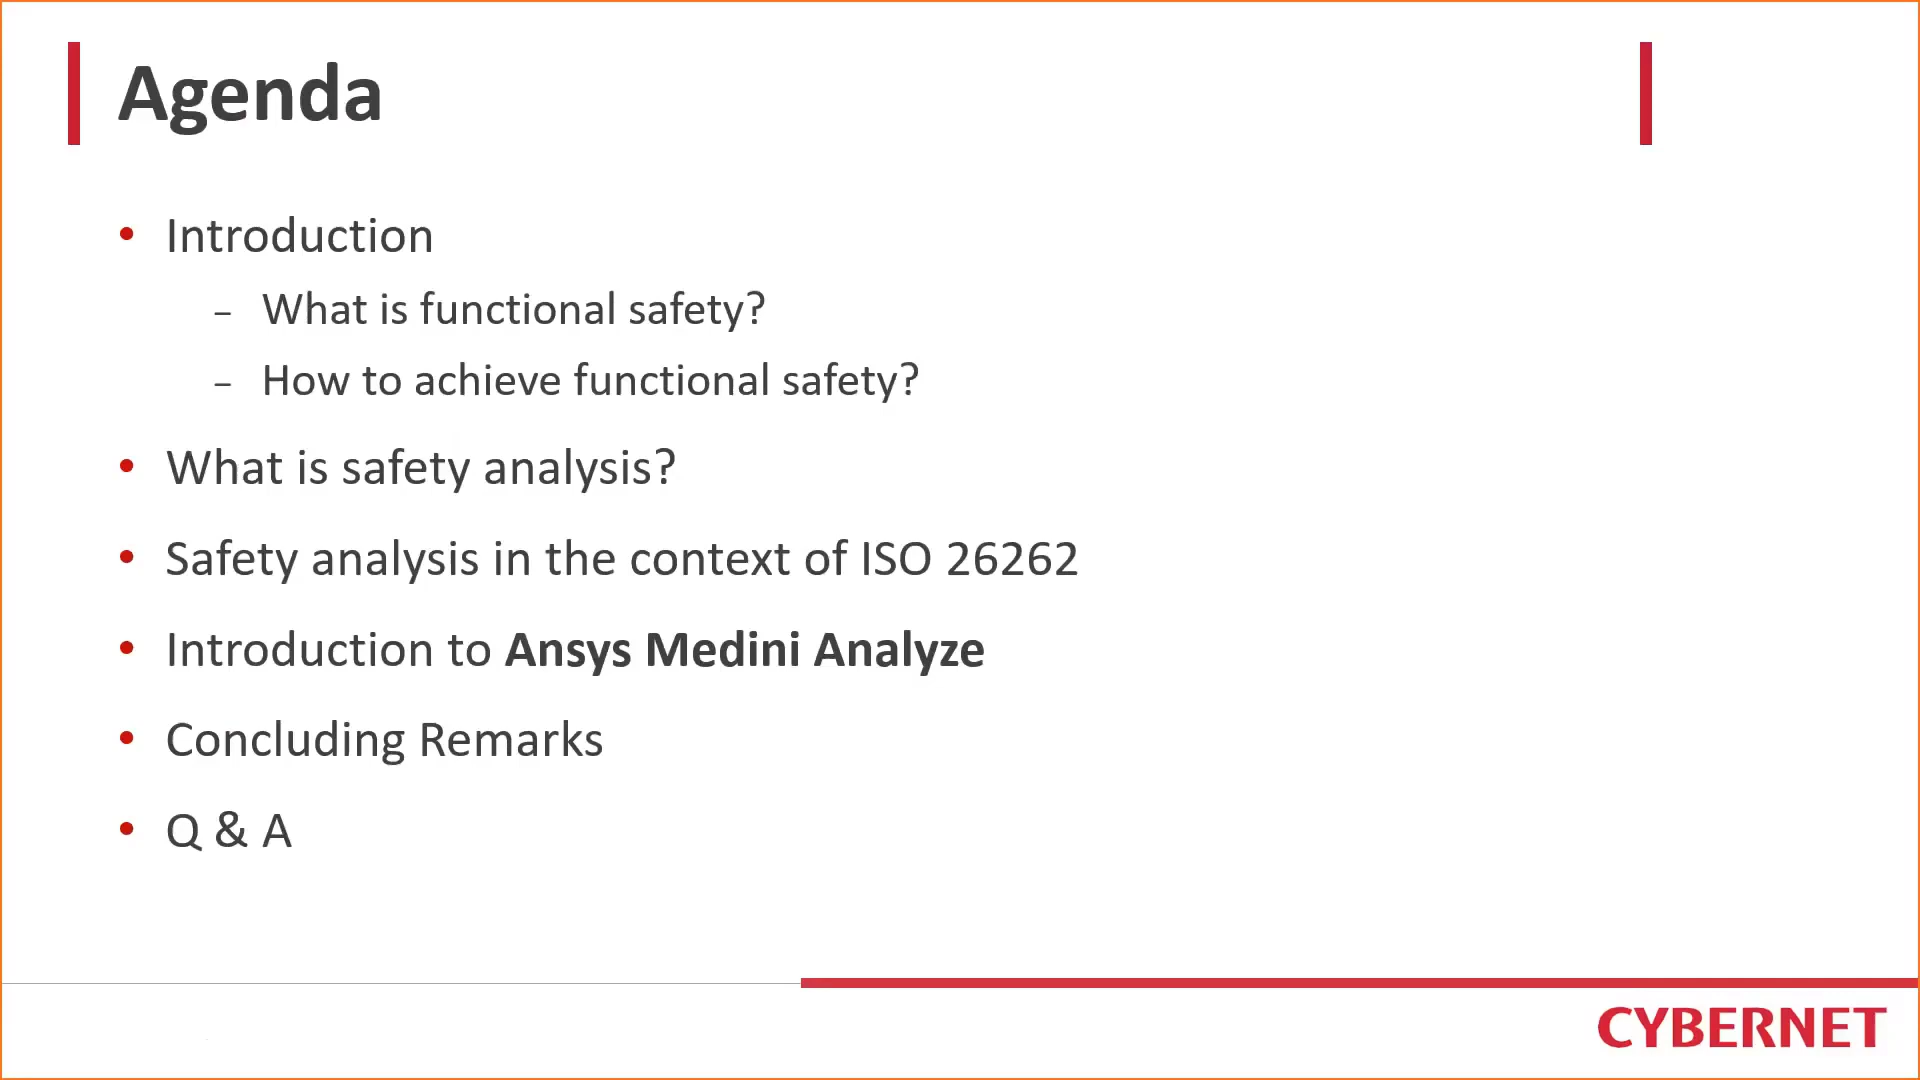 Agenda
• Introduction
– What is functional safety?
– How to achieve functional safety?
• What is safety analysis?
• Safety analysis in the context of ISO 26262
• Introduction to Ansys Medini Analyze
• Concluding Remarks
• Q & A
CYBERNET